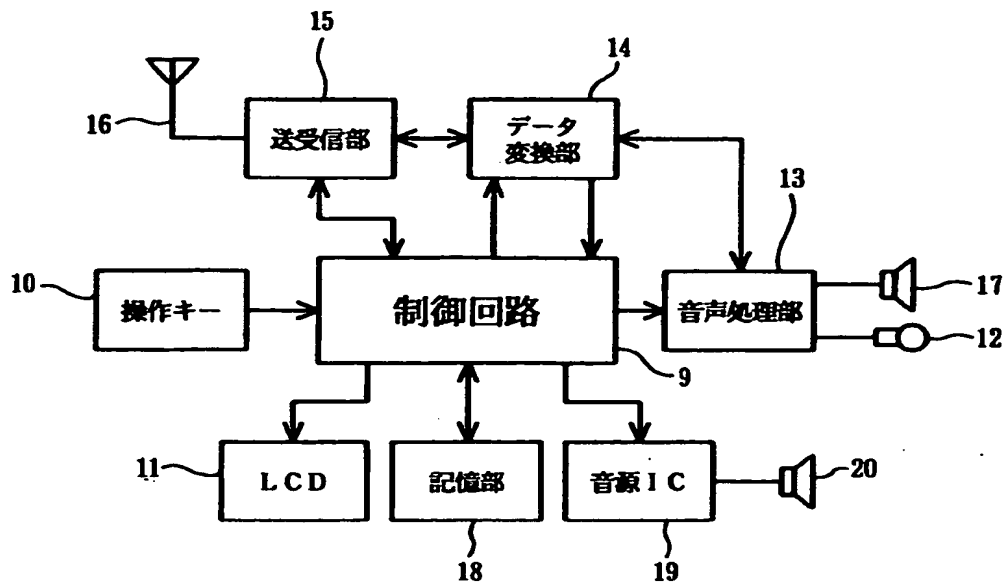 15
14
16
送受信部
データ
変換部
13
10
操作キー
制御回路
音声処理部
17
12
9
11
LCD
記憶部
音源IC
20
18
19